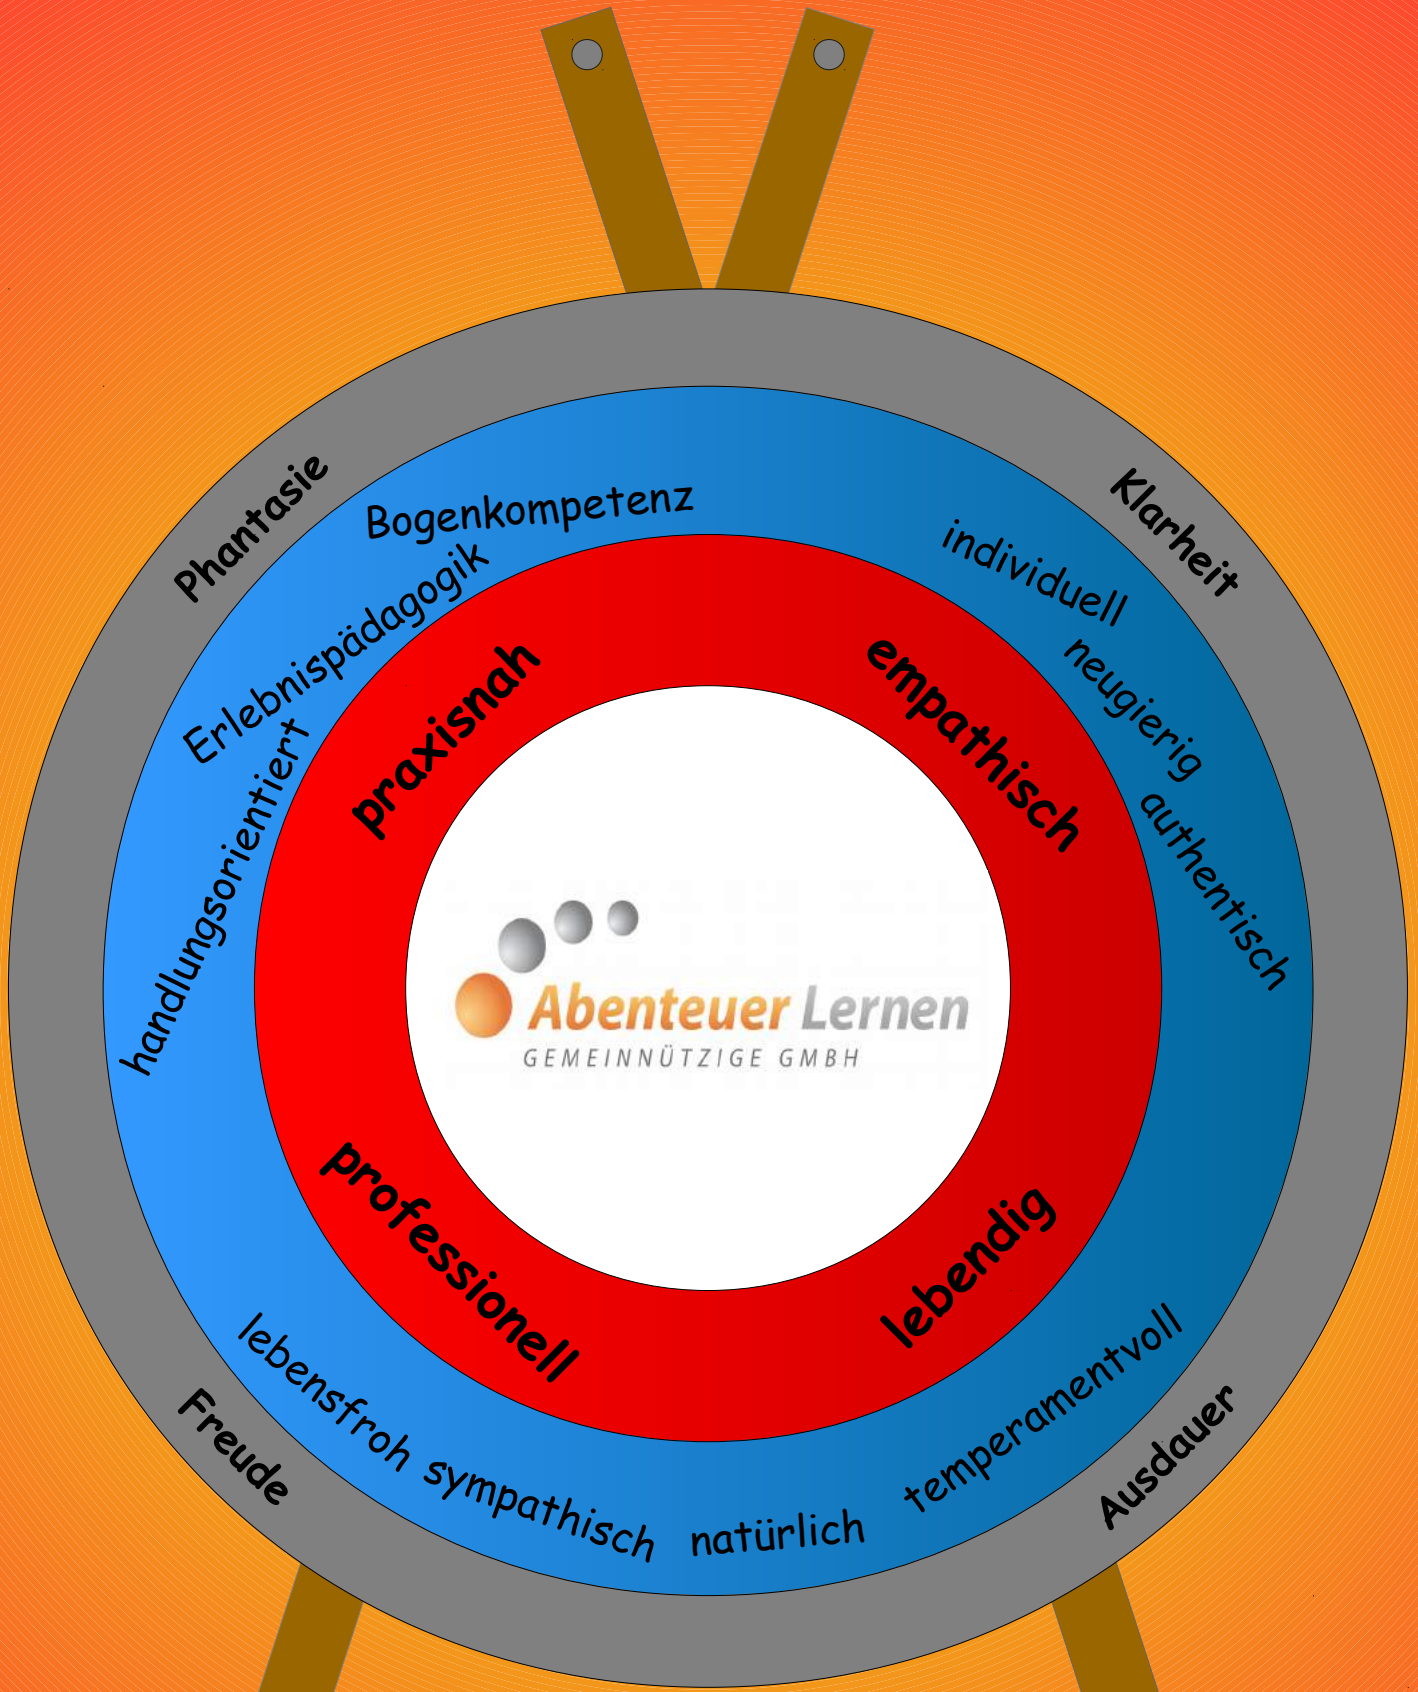 Phantasie
Klarheit
Bogenkompetenz
individuell
Erlebnispädagogik
neugierig
praxisnah
empathisch
handlungsorientiert
authentisch
Abenteuer Lernen
GEMEINNÜTZIGE GMBH
professionell
lebendig
lebensfroh
sympathisch
natürlich
temperamentvoll
Freude
Ausdauer